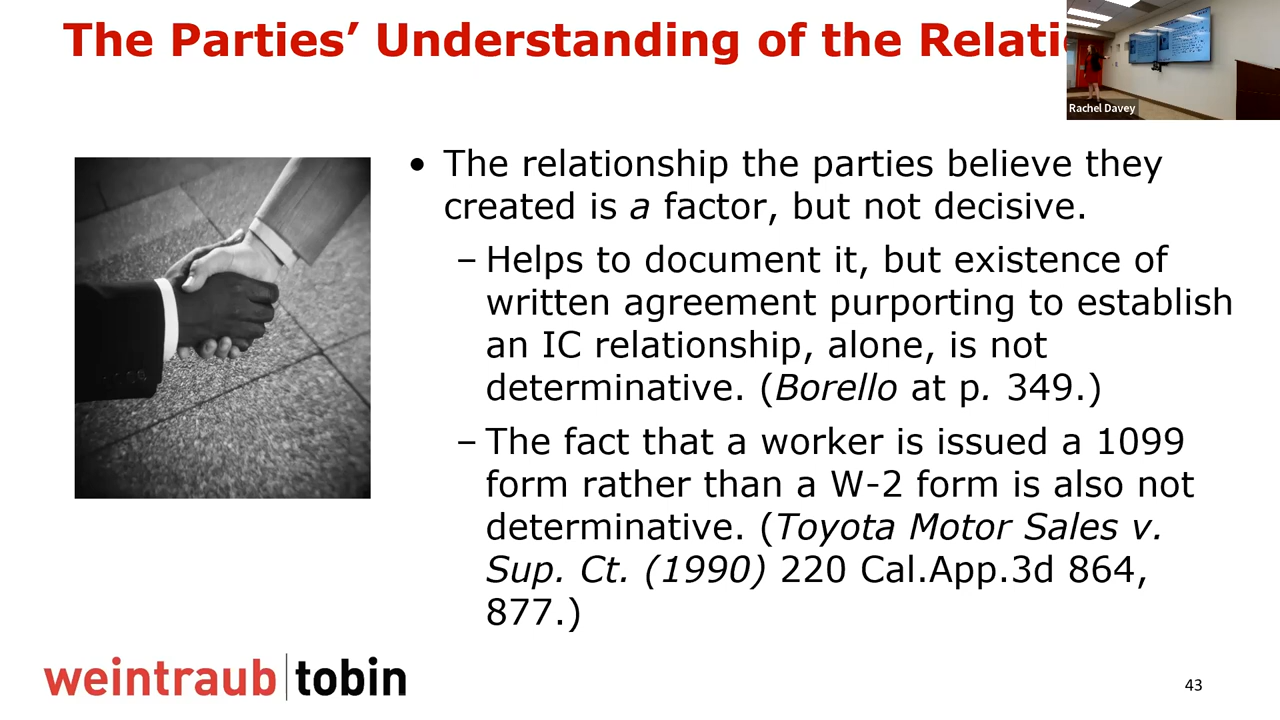 The Parties’ Understanding of the Relati
Rachel Davey
• The relationship the parties believe they
created is a factor, but not decisive.
– Helps to document it, but existence of
written agreement purporting to establish
an IC relationship, alone, is not
determinative. (Borello at p. 349.)
– The fact that a worker is issued a 1099
form rather than a W-2 form is also not
determinative. (Toyota Motor Sales v.
Sup. Ct. (1990) 220 Cal.App.3d 864,
877.)
weintraub tobin
43